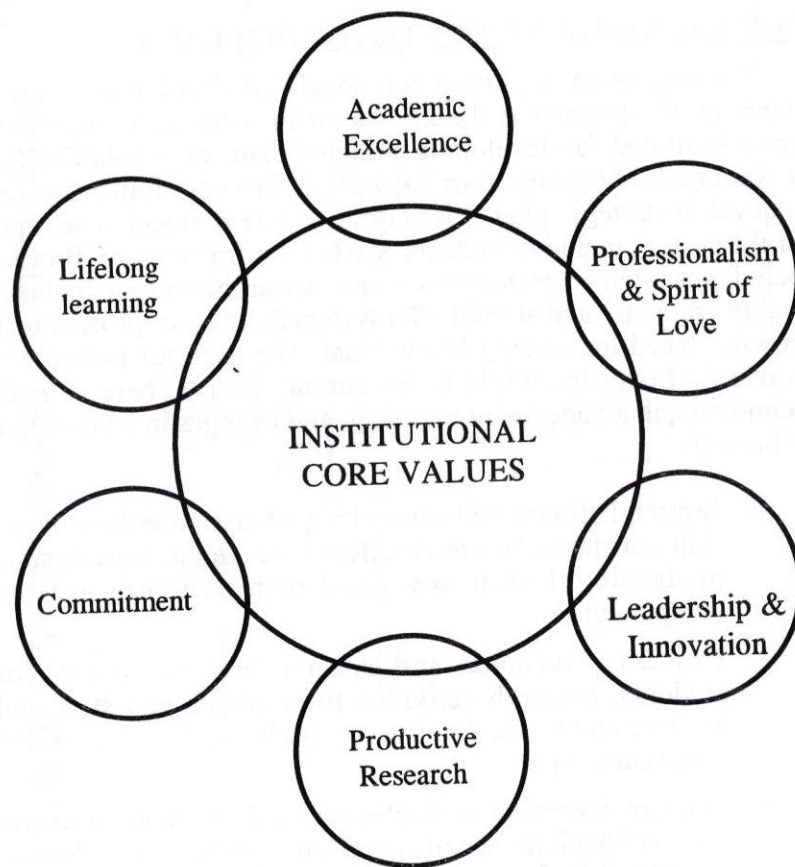 Academic
Excellence
Professionalism
& Spirit of
Love
Lifelong
learning
INSTITUTIONAL
CORE VALUES
Commitment
Leadership &
Innovation
Productive
Research